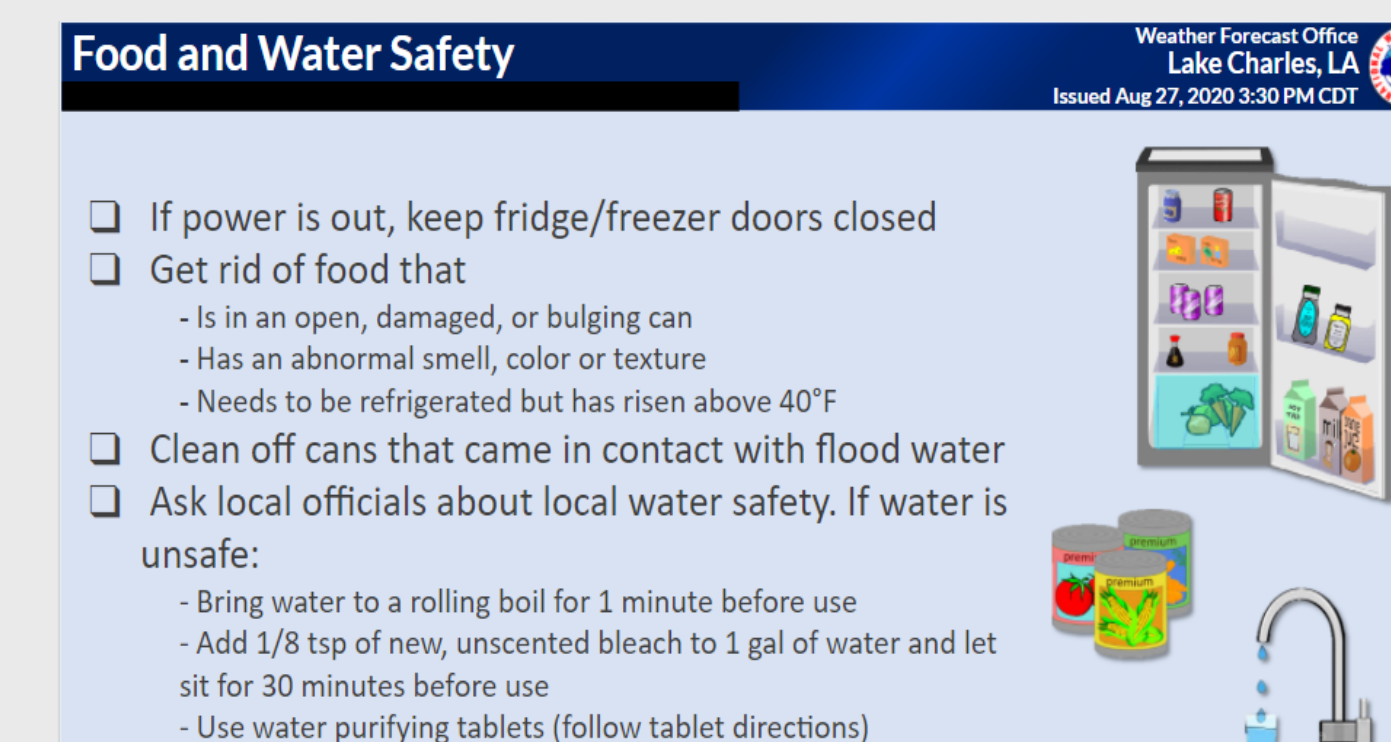 Food and Water Safety
Weather Forecast Office
Lake Charles, LA
Issued Aug 27, 2020 3:30 PM CDT
❑ If power is out, keep fridge/freezer doors closed
❑ Get rid of food that
- Is in an open, damaged, or bulging can
- Has an abnormal smell, color or texture
- Needs to be refrigerated but has risen above 40°F
❑ Clean off cans that came in contact with flood water
❑ Ask local officials about local water safety. If water is
unsafe:
- Bring water to a rolling boil for 1 minute before use
- Add 1/8 tsp of new, unscented bleach to 1 gal of water and let
sit for 30 minutes before use
- Use water purifying tablets (follow tablet directions)
premium
premi
premium